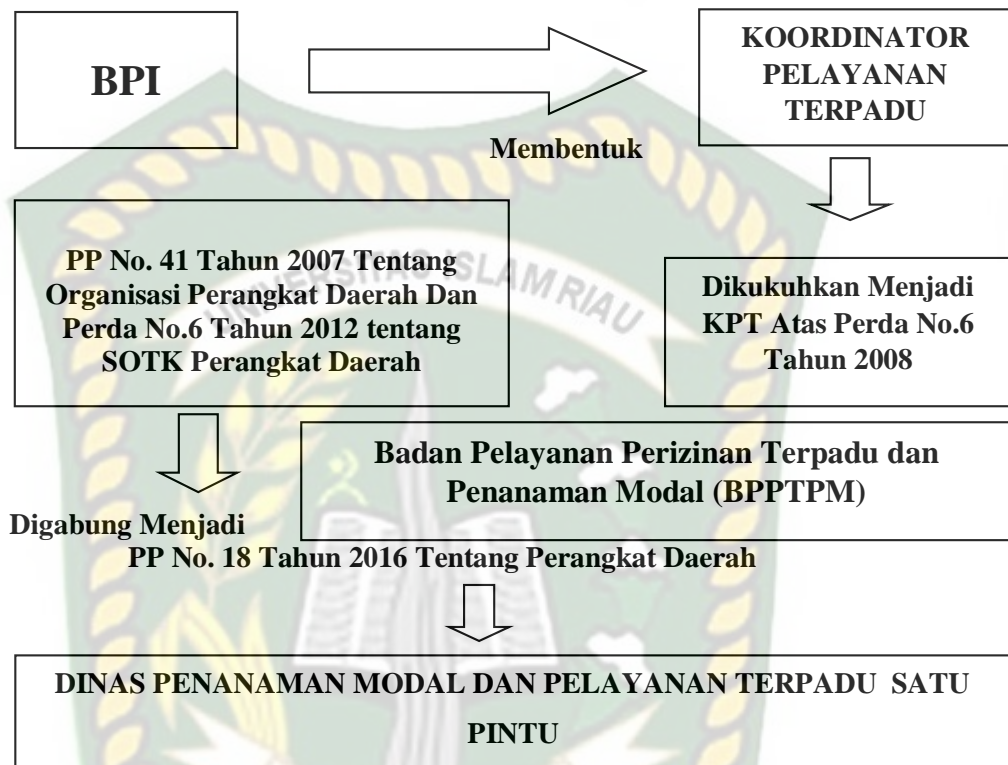 BPI
Membentuk
KOORDINATOR
PELAYANAN
TERPADU
PP No. 41 Tahun 2007 Tentang
Organisasi Perangkat Daerah Dan
Perda No.6 Tahun 2012 tentang
SOTK Perangkat Daerah
UNIVERSITAS ISLAM RIAU
Dikukuhkan Menjadi
KPT Atas Perda No.6
Tahun 2008
Digabung Menjadi
Badan Pelayanan Perizinan Terpadu dan
Penanaman Modal (BPPTPM)
PP No. 18 Tahun 2016 Tentang Perangkat Daerah
DINAS PENANAMAN MODAL DAN PELAYANAN TERPADU SATU
PINTU